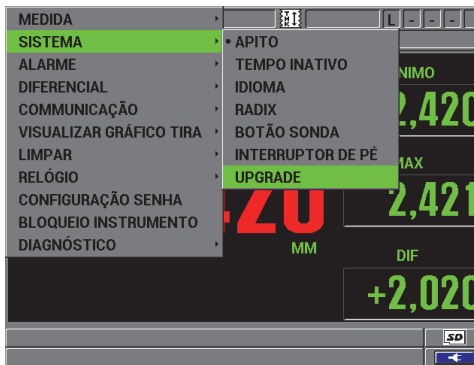 MEDIDA
SISTEMA
ALARME
DIFERENCIAL
COMMUNICAÇÃO
VISUALIZAR GRÁFICO TIRA
LIMPAR
RELÓGIO
CONFIGURAÇÃO SENHA
BLOQUEIO INSTRUMENTO
DIAGNÓSTICO
• APITO
TEMPO INATIVO
IDIOMA
RADIX
BOTÃO SONDA
INTERRUPTOR DE PÉ
UPGRADE
L - - -
NIMO
2,420
MAX
2,421
420
MM
DIF
+2,020
SD